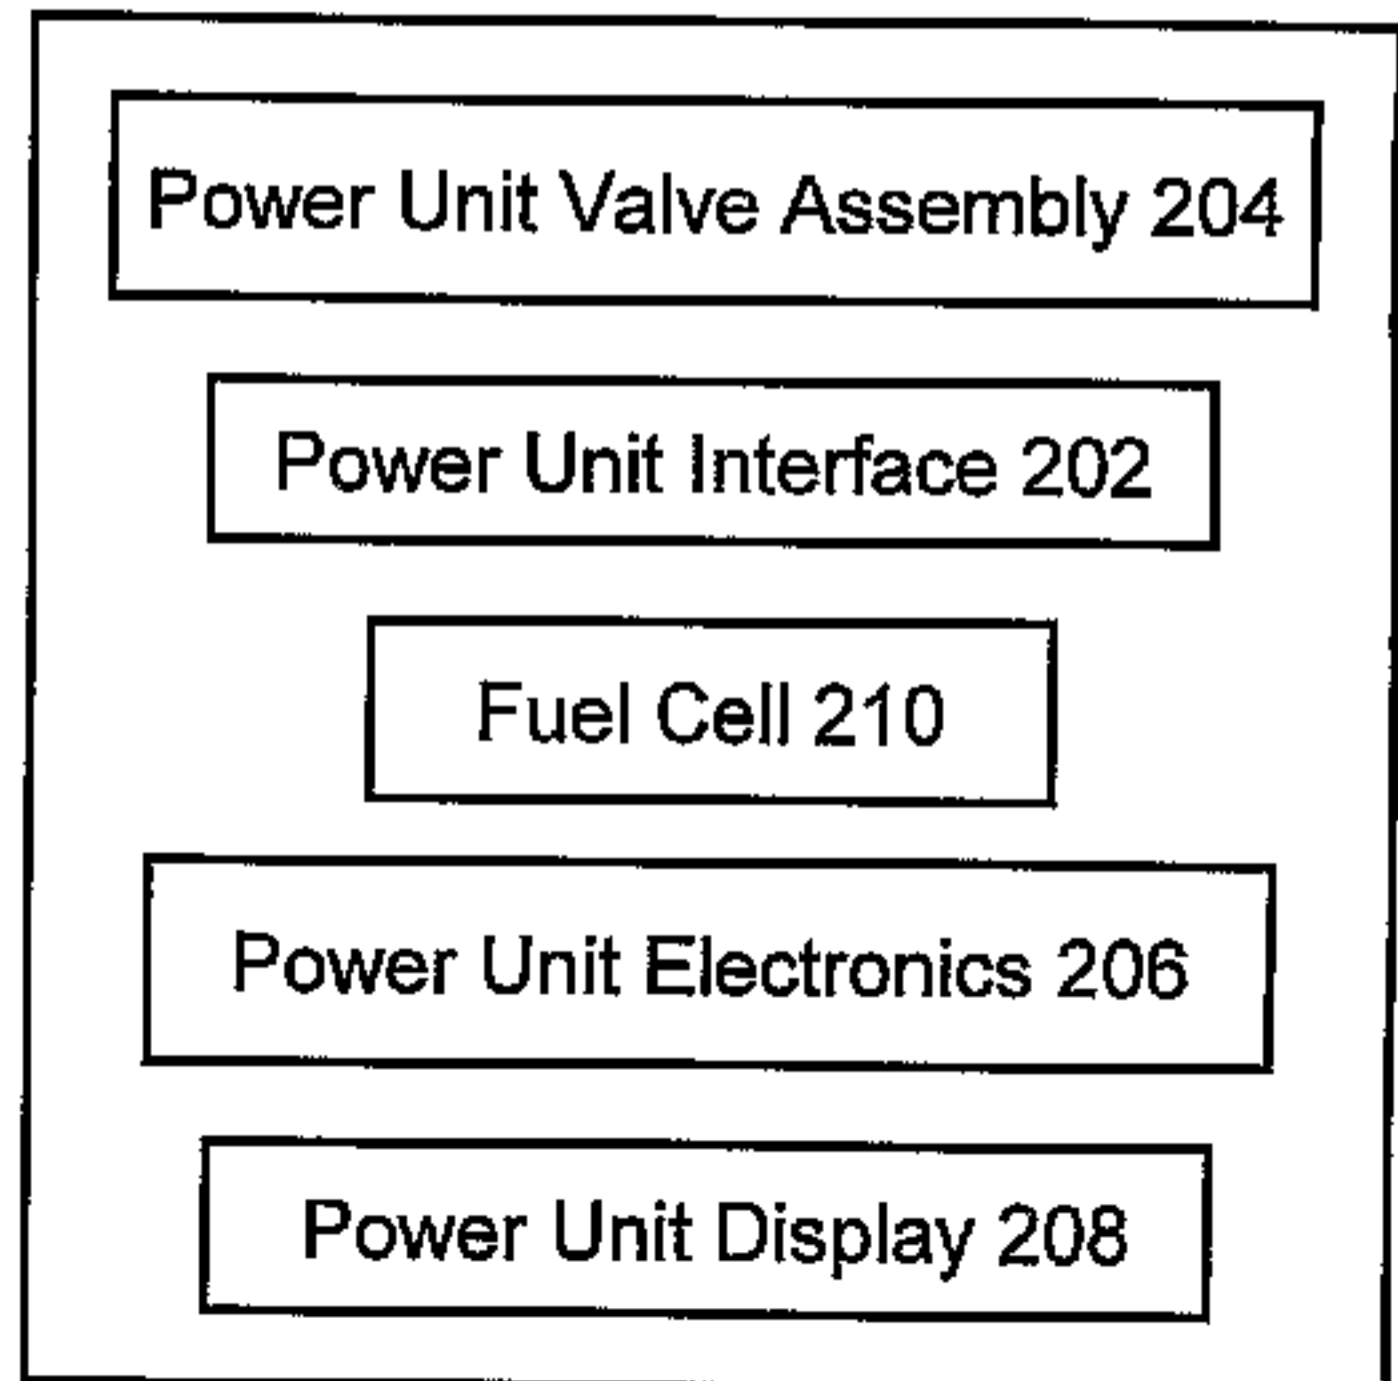 Power Unit Valve Assembly 204
Power Unit Interface 202
Fuel Cell 210
Power Unit Electronics 206
Power Unit Display 208